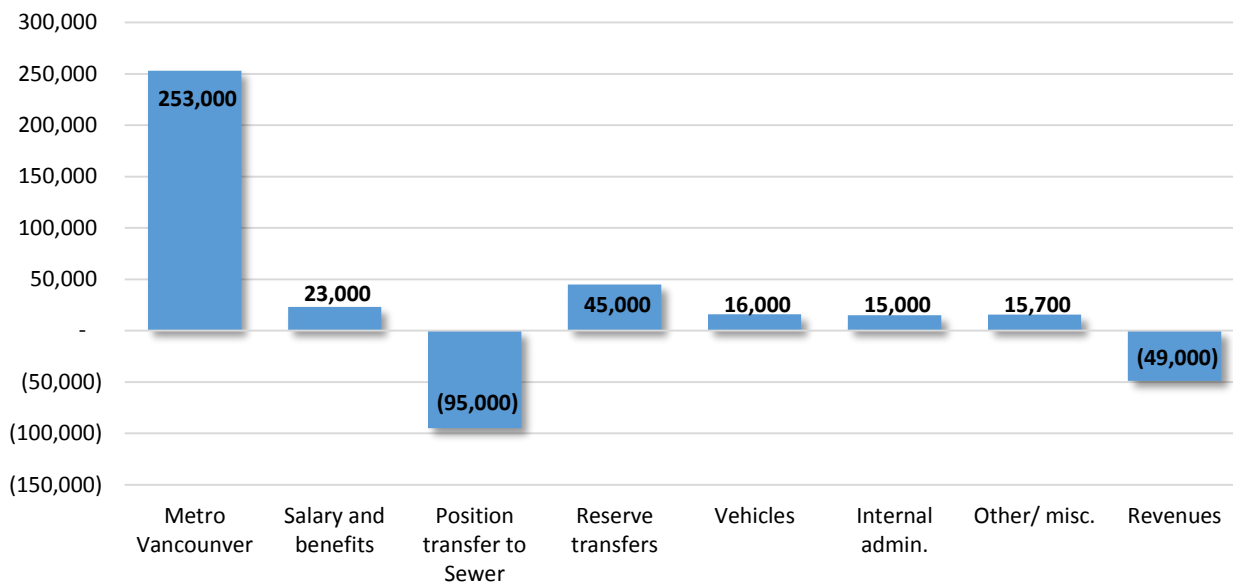 300,000
250,000
200,000
150,000
100,000
50,000
-
(50,000)
(100,000)
(150,000)
253,000
23,000
(95,000)
45,000
16,000
15,000
15,700
(49,000)
Metro
Vancounver
Salary and
benefits
Position
transfer to
Sewer
Reserve
transfers
Vehicles
Internal
admin.
Other/ misc.
Revenues